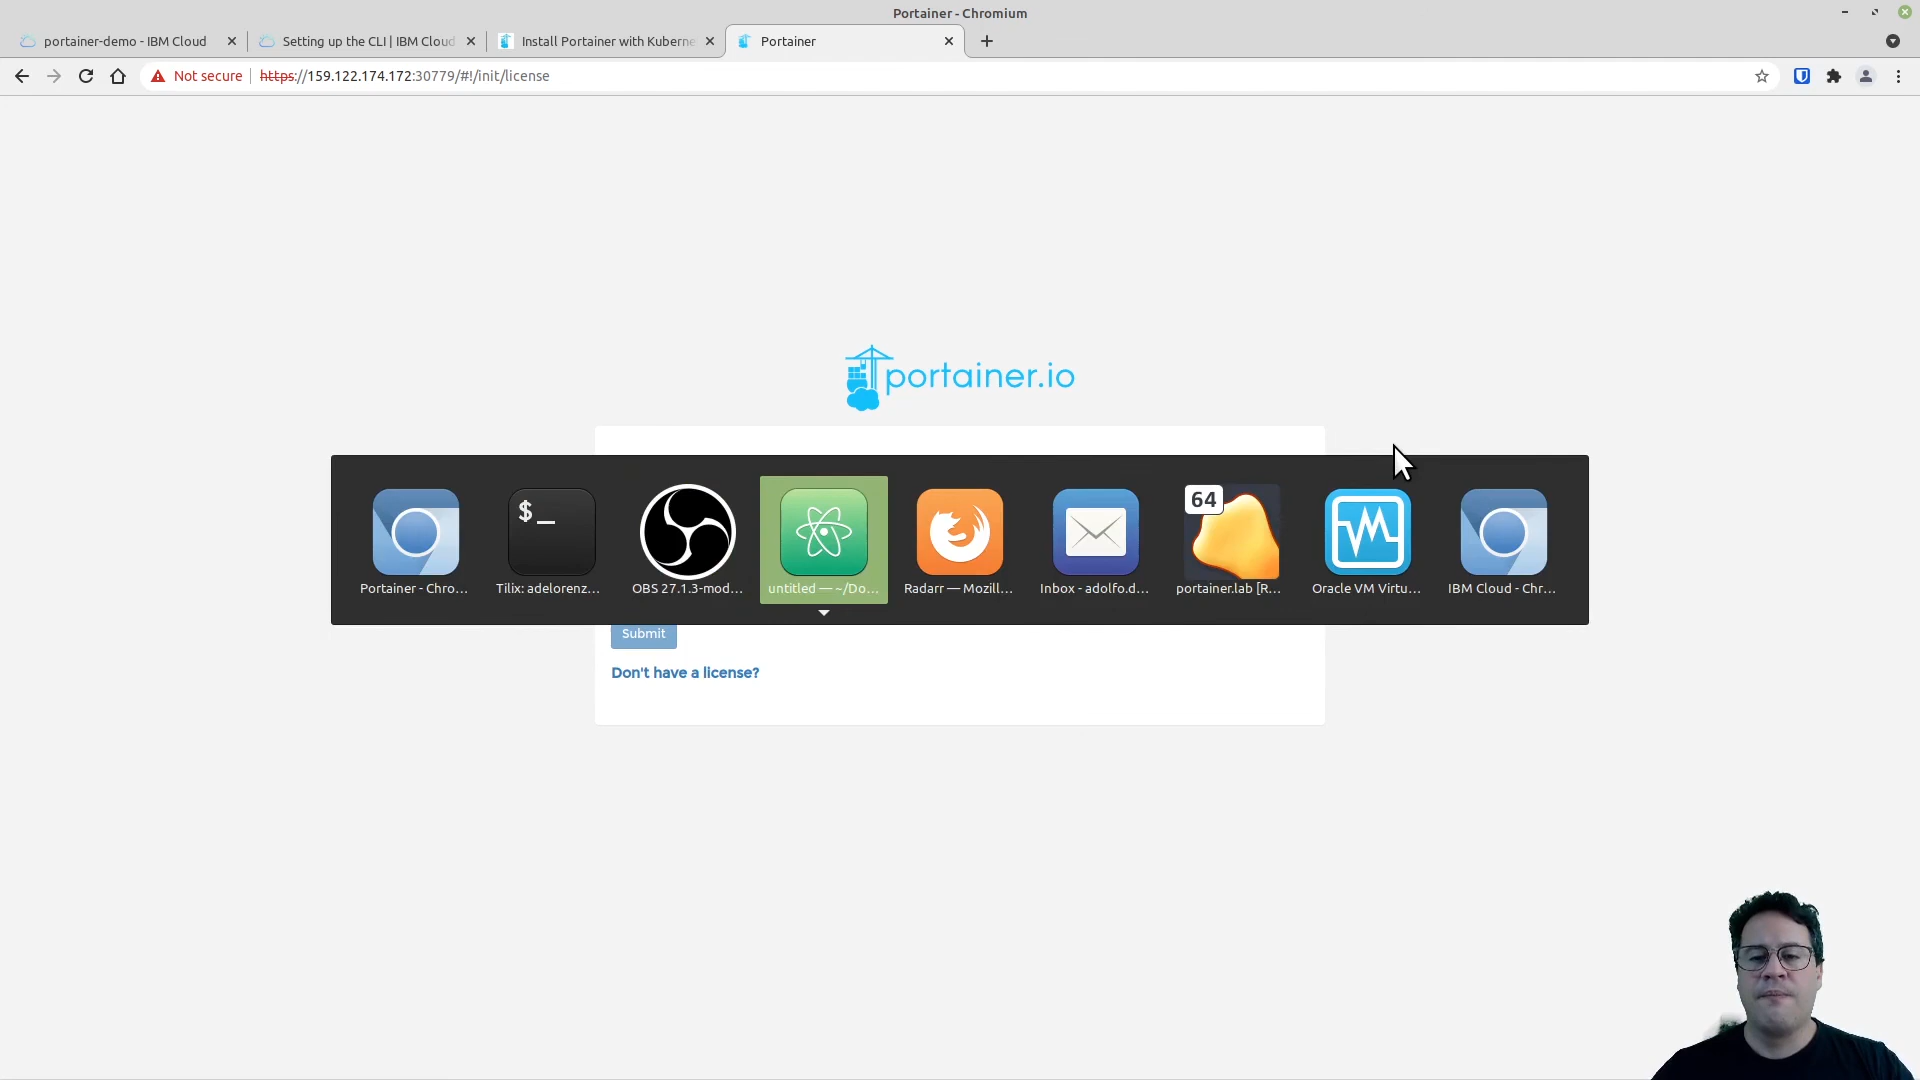 Portainer - Chromium
portainer-demo - IBM Cloud
Setting up the CLI | IBM Cloud
Install Portainer with Kuberne
Portainer
Not secure
https://159.122.174.172:30779/#!/init/license
portainer.io
64
$_
Portainer - Chro...
Tilix: adelorenz...
OBS 27.1.3-mod...
untitled — ~/Do...
Radarr — Mozill...
Inbox - adolfo.d...
portainer.lab [R...
Oracle VM Virtu...
IBM Cloud - Chr...
Submit
Don't have a license?